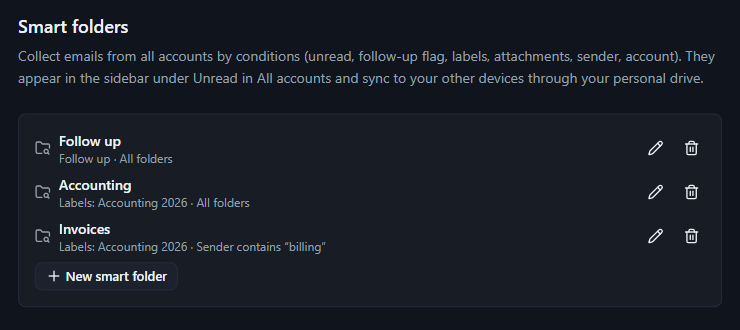 Smart folders
Collect emails from all accounts by conditions (unread, follow-up flag, labels, attachments, sender, account). They
appear in the sidebar under Unread in All accounts and sync to your other devices through your personal drive.
Follow up
Follow up · All folders
Accounting
Labels: Accounting 2026 · All folders
Invoices
Labels: Accounting 2026 · Sender contains “billing”
New smart folder